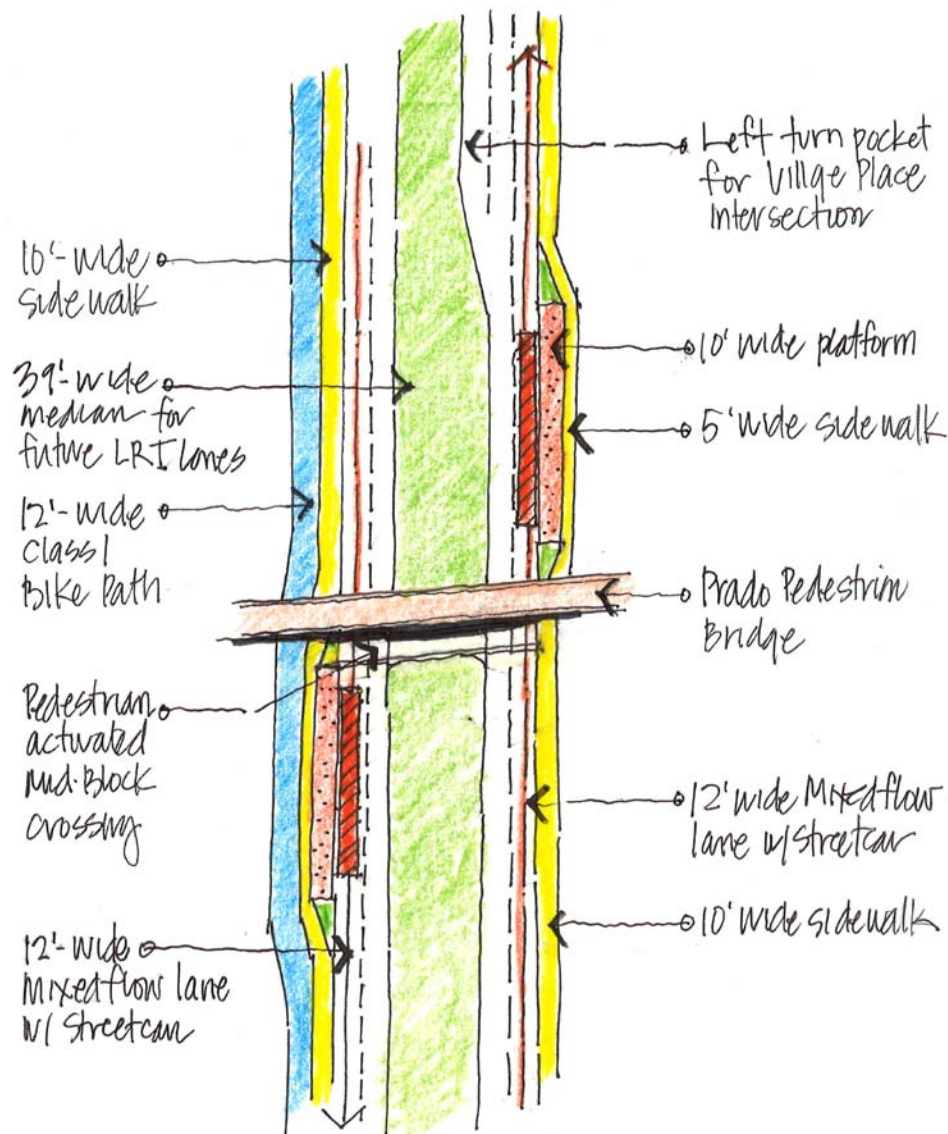 10'-wide
sidewalk
39'-wide
median for
future LRT lanes
12'-wide
Class 1
Bike Path
Pedestrian
activated
Mid-Block
crossing
12'-wide
Mixed flow lane
w/ streetcar
Left turn pocket
for Villge Place
intersection
10' wide platform
5' wide sidewalk
Prado Pedestrin
Bridge
12' wide Mixed flow
lane w/ streetcar
10' wide sidewalk